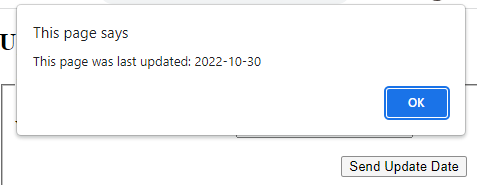 This page says
This page was last updated: 2022-10-30
OK
U
Send Update Date